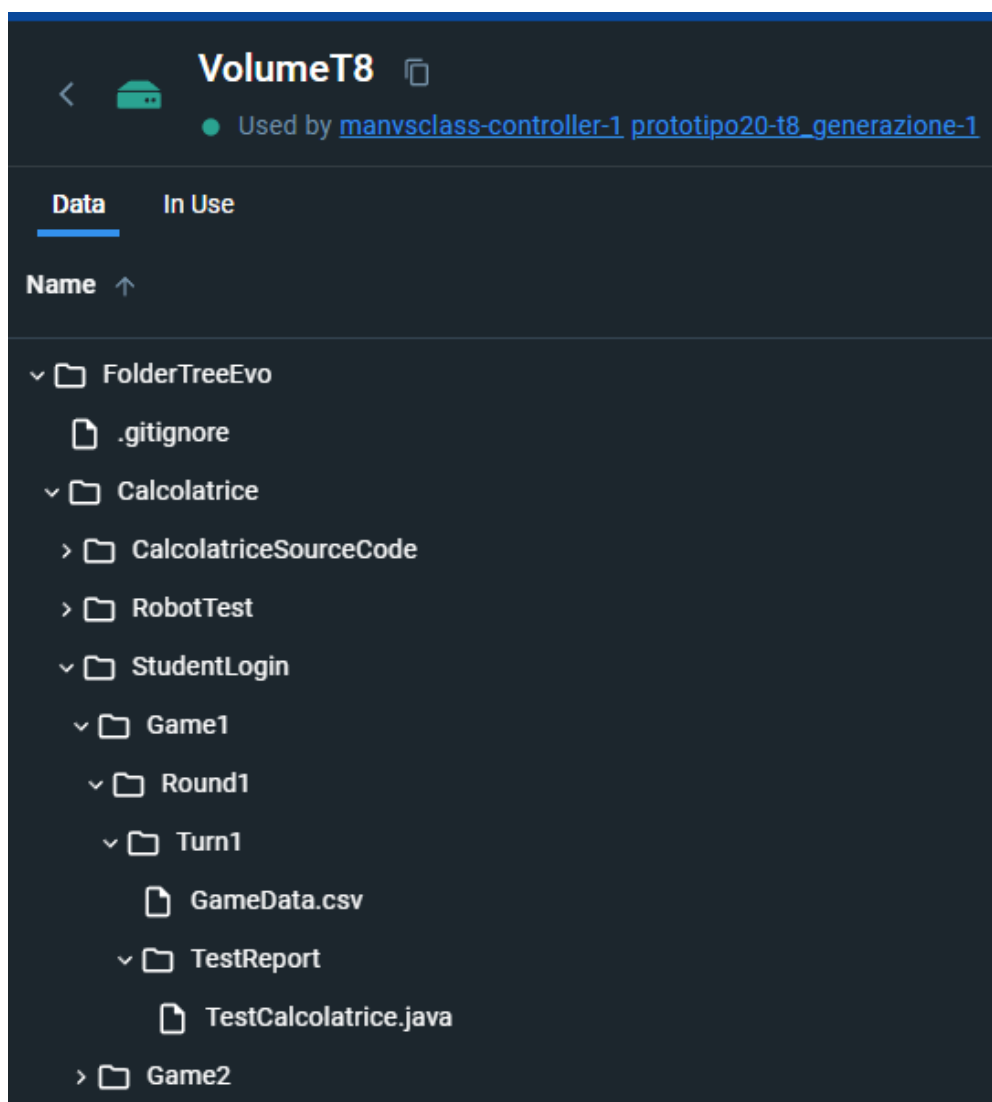 VolumeT8
Used by manvsclass-controller-1 prototipo20-t8_generazione-1
Data In Use
Name
FolderTreeEvo
.gitignore
Calcolatrice
CalcolatriceSourceCode
RobotTest
StudentLogin
Game1
Round1
Turn1
GameData.csv
TestReport
TestCalcolatrice.java
Game2